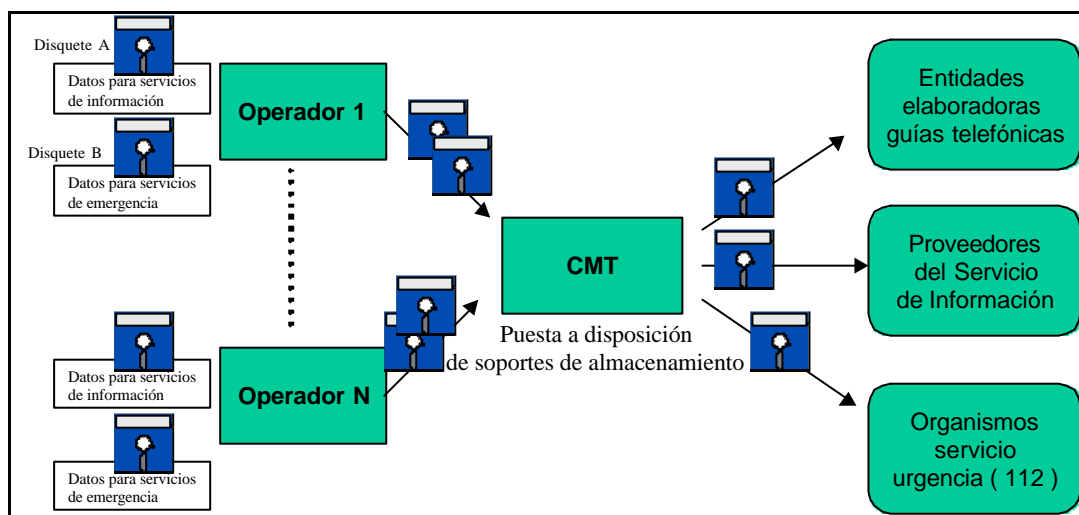 Disquete A
Datos para servicios
de información
Disquete B
Datos para servicios
de emergencia
Operador 1
Datos para servicios
de información
Datos para servicios
de emergencia
Operador N
CMT
Puesta a disposición
de soportes de almacenamiento
Entidades
elaboradoras
guías telefónicas
Proveedores
del Servicio
de Información
Organismos
servicio
urgencia ( 112 )